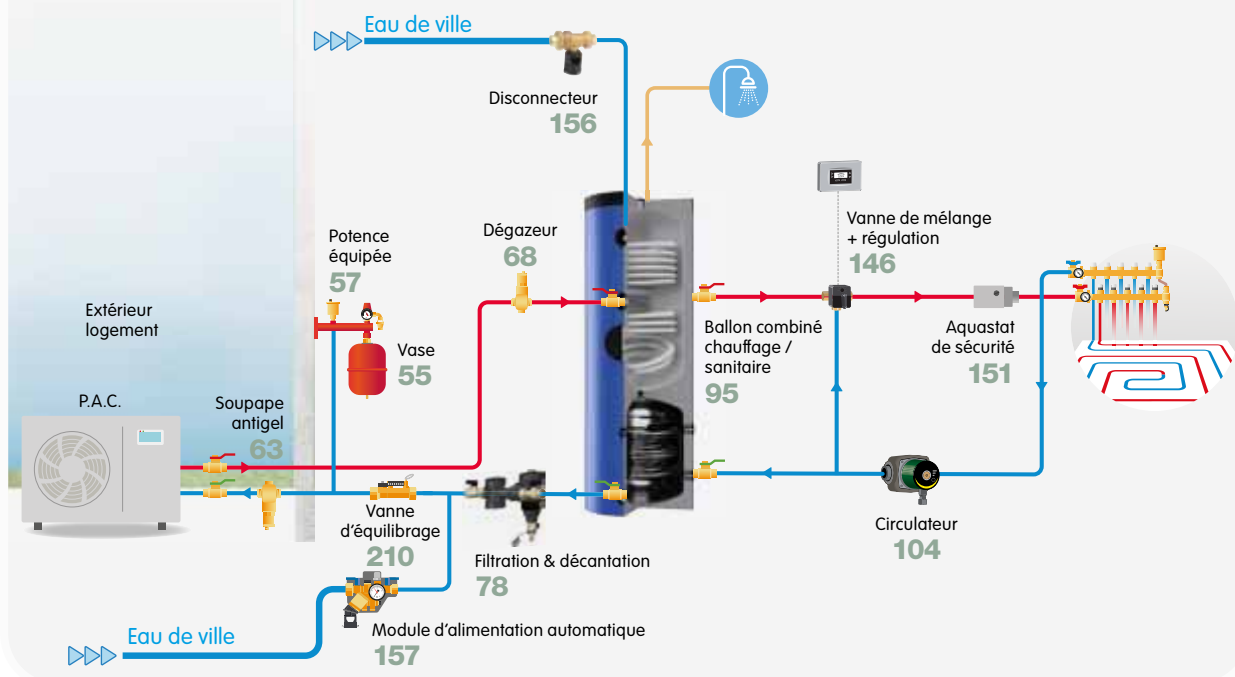 Eau de ville
Disconnecteur
156
Potence
équipée
57
Dégazeur
68
Vanne de mélange
+ régulation
146
Extérieur
logement
Vase
55
Ballon combiné
chauffage /
sanitaire
95
Aquastat
de sécurité
151
P.A.C.
Soupape
antigel
63
Vanne
d'équilibrage
210
Filtration & décantation
78
Circulateur
104
Eau de ville
Module d'alimentation automatique
157